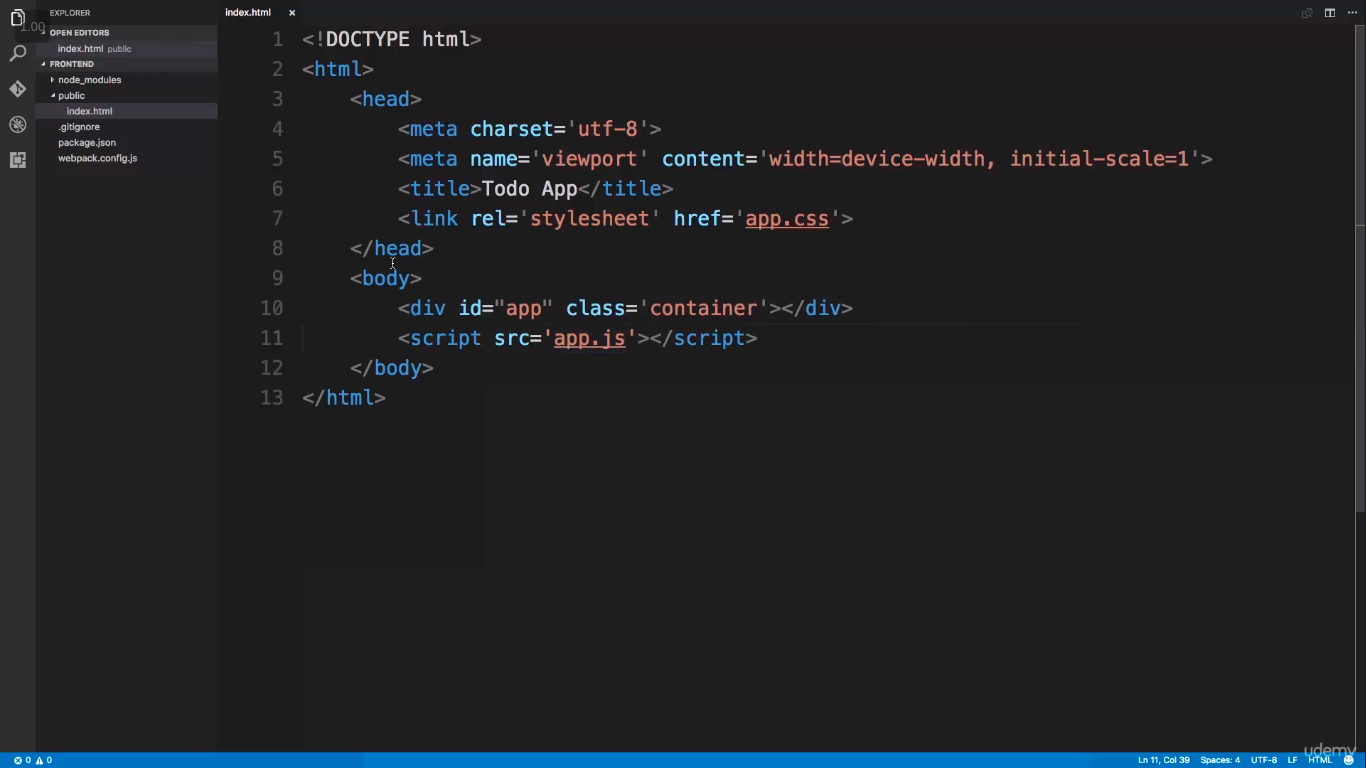 EXPLORER
1.00
OPEN EDITORS
index.html public
FRONTEND
node_modules
public
index.html
.gitignore
package.json
webpack.config.js
index.html ×
1 <!DOCTYPE html>
2 <html>
3 <head>
4 <meta charset='utf-8'>
5 <meta name='viewport' content='width=device-width, initial-scale=1'>
6 <title>Todo App</title>
7 <link rel='stylesheet' href='app.css'>
8 </head>
9 <body>
10 <div id="app" class='container'></div>
11 <script src='app.js'></script>
12 </body>
13 </html>
udemy
0 0 Ln 11, Col 39 Spaces: 4 UTF-8 LF HTML